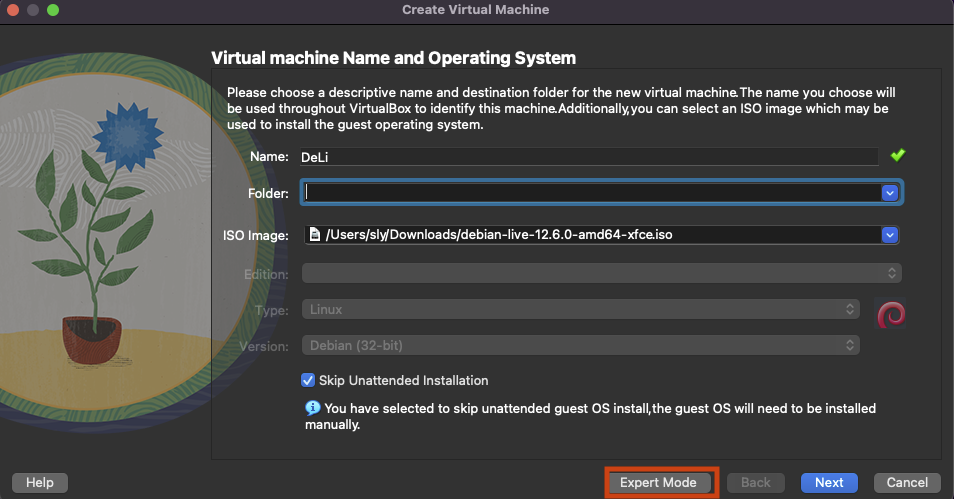 Create Virtual Machine
Virtual machine Name and Operating System
Please choose a descriptive name and destination folder for the new virtual machine.The name you choose will
be used throughout VirtualBox to identify this machine.Additionally,you can select an ISO image which may be
used to install the guest operating system.
Name: DeLi
Folder:
ISO Image: /Users/sly/Downloads/debian-live-12.6.0-amd64-xfce.iso
Edition:
Type: Linux
Version: Debian (32-bit)
Skip Unattended Installation
You have selected to skip unattended guest OS install,the guest OS will need to be installed
manually.
Help Expert Mode Back Next Cancel